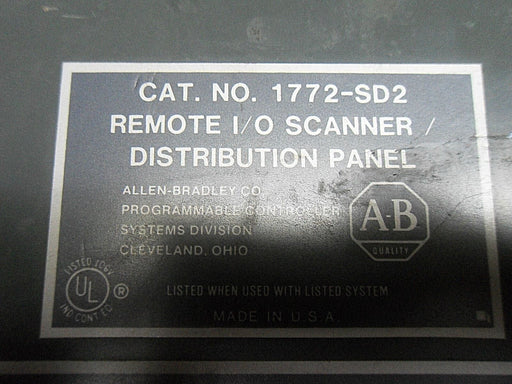 CAT. NO. 1772-SD2
REMOTE I/O SCANNER /
DISTRIBUTION PANEL
ALLEN-BRADLEY CO.
PROGRAMMABLE CONTROLLER
SYSTEMS DIVISION
CLEVELAND, OHIO
A-B
QUALITY
LISTED
UL
®
IND CONT EQ
LISTED WHEN USED WITH LISTED SYSTEM
MADE IN U.S.A.